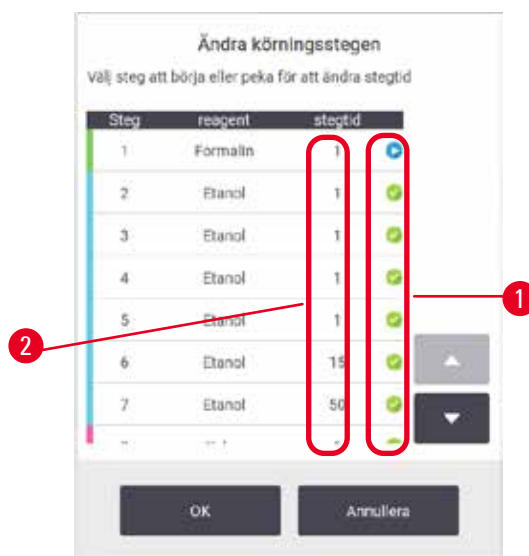 Ändra körningsstegen
Välj steg att börja eller peka för att ändra stegtid
Steg reagent stegtid
1 Formalin 1
2 Etanol 1
3 Etanol 1
4 Etanol 1
5 Etanol 1
6 Etanol 15
7 Etanol 50
OK Annullera
1
2